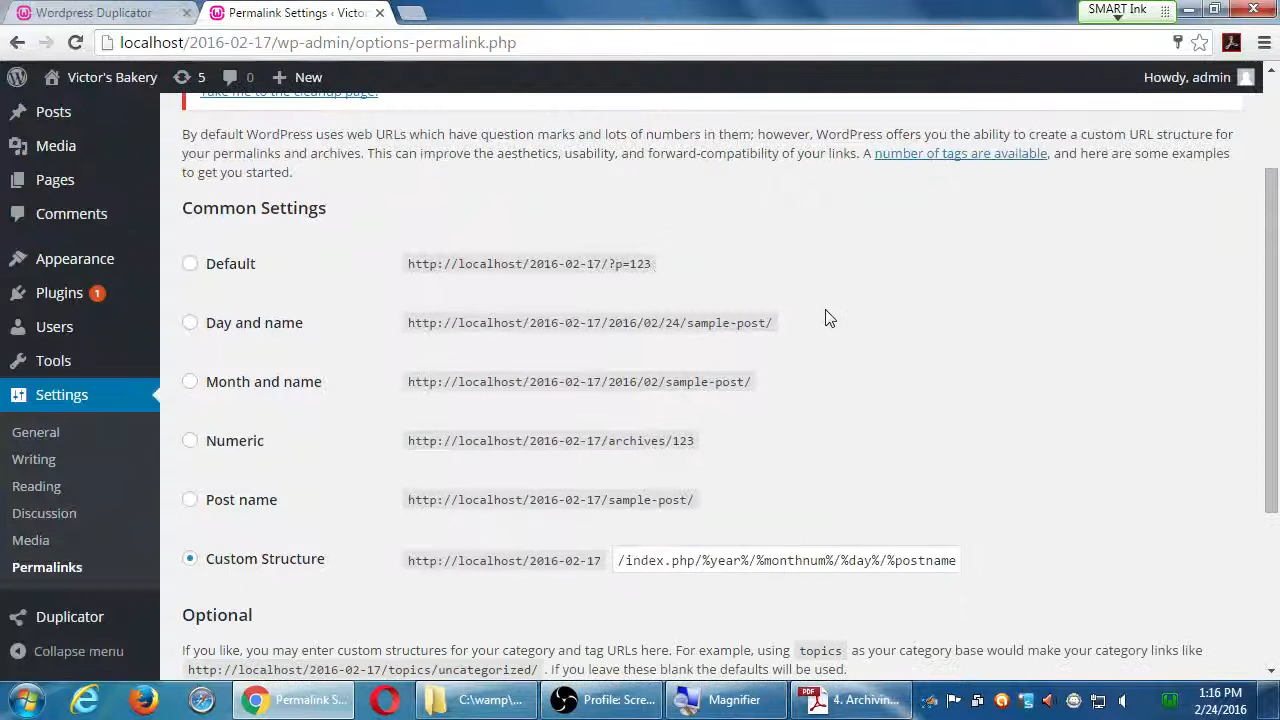 Wordpress Duplicator
Permalink Settings ‹ Victor
SMART Ink
localhost/2016-02-17/wp-admin/options-permalink.php
Victor's Bakery 5 0 New Howdy, admin
Take me to the cleanup page!
Posts
Media
Pages
Comments
Appearance
Plugins 1
Users
Tools
Settings
General
Writing
Reading
Discussion
Media
Permalinks
Duplicator
Collapse menu
By default WordPress uses web URLs which have question marks and lots of numbers in them; however, WordPress offers you the ability to create a custom URL structure for
your permalinks and archives. This can improve the aesthetics, usability, and forward-compatibility of your links. A number of tags are available, and here are some examples
to get you started.
Common Settings
Default http://localhost/2016-02-17/?p=123
Day and name http://localhost/2016-02-17/2016/02/24/sample-post/
Month and name http://localhost/2016-02-17/2016/02/sample-post/
Numeric http://localhost/2016-02-17/archives/123
Post name http://localhost/2016-02-17/sample-post/
Custom Structure http://localhost/2016-02-17 /index.php/%year%/%monthnum%/%day%/%postname
Optional
If you like, you may enter custom structures for your category and tag URLs here. For example, using topics as your category base would make your category links like
http://localhost/2016-02-17/topics/uncategorized/ . If you leave these blank the defaults will be used.
Permalink S...
C:\wamp\...
Profile: Scre...
Magnifier
PDF
4. Archivin...
1:16 PM
2/24/2016